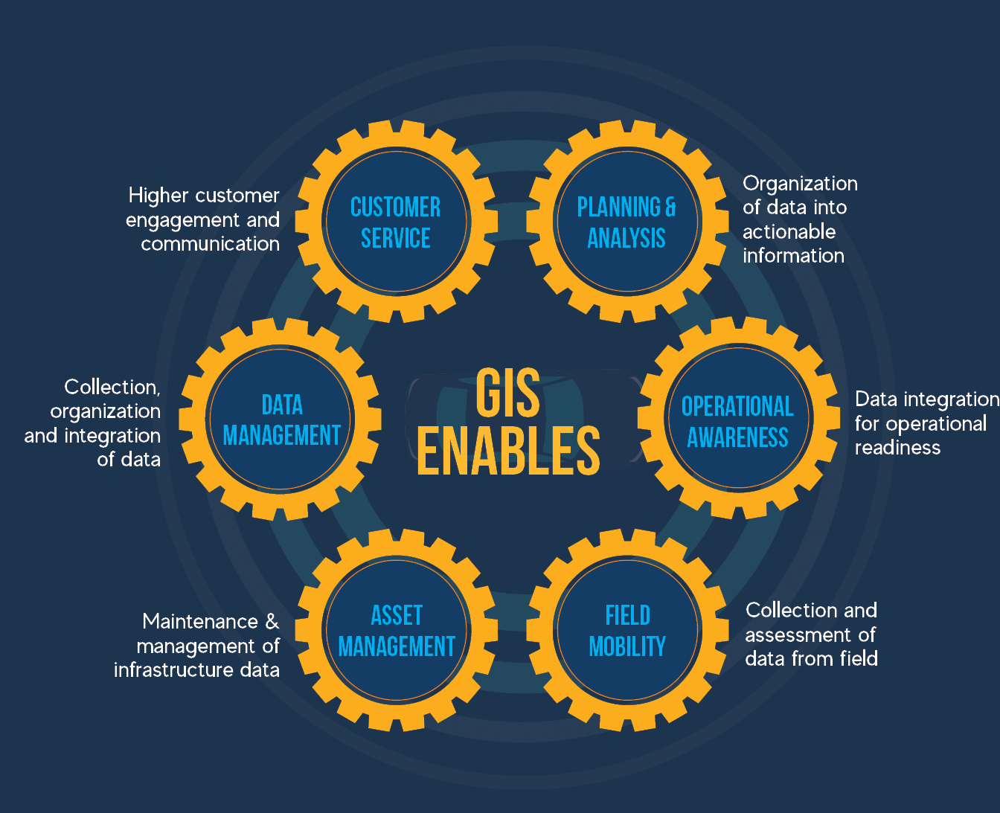 CUSTOMER
SERVICE
Higher customer
engagement and
communication
PLANNING &
ANALYSIS
Organization
of data into
actionable
information
DATA
MANAGEMENT
Collection,
organization
and integration
of data
GIS
ENABLES
OPERATIONAL
AWARENESS
Data integration
for operational
readiness
ASSET
MANAGEMENT
Maintenance &
management of
infrastructure data
FIELD
MOBILITY
Collection and
assessment of
data from field